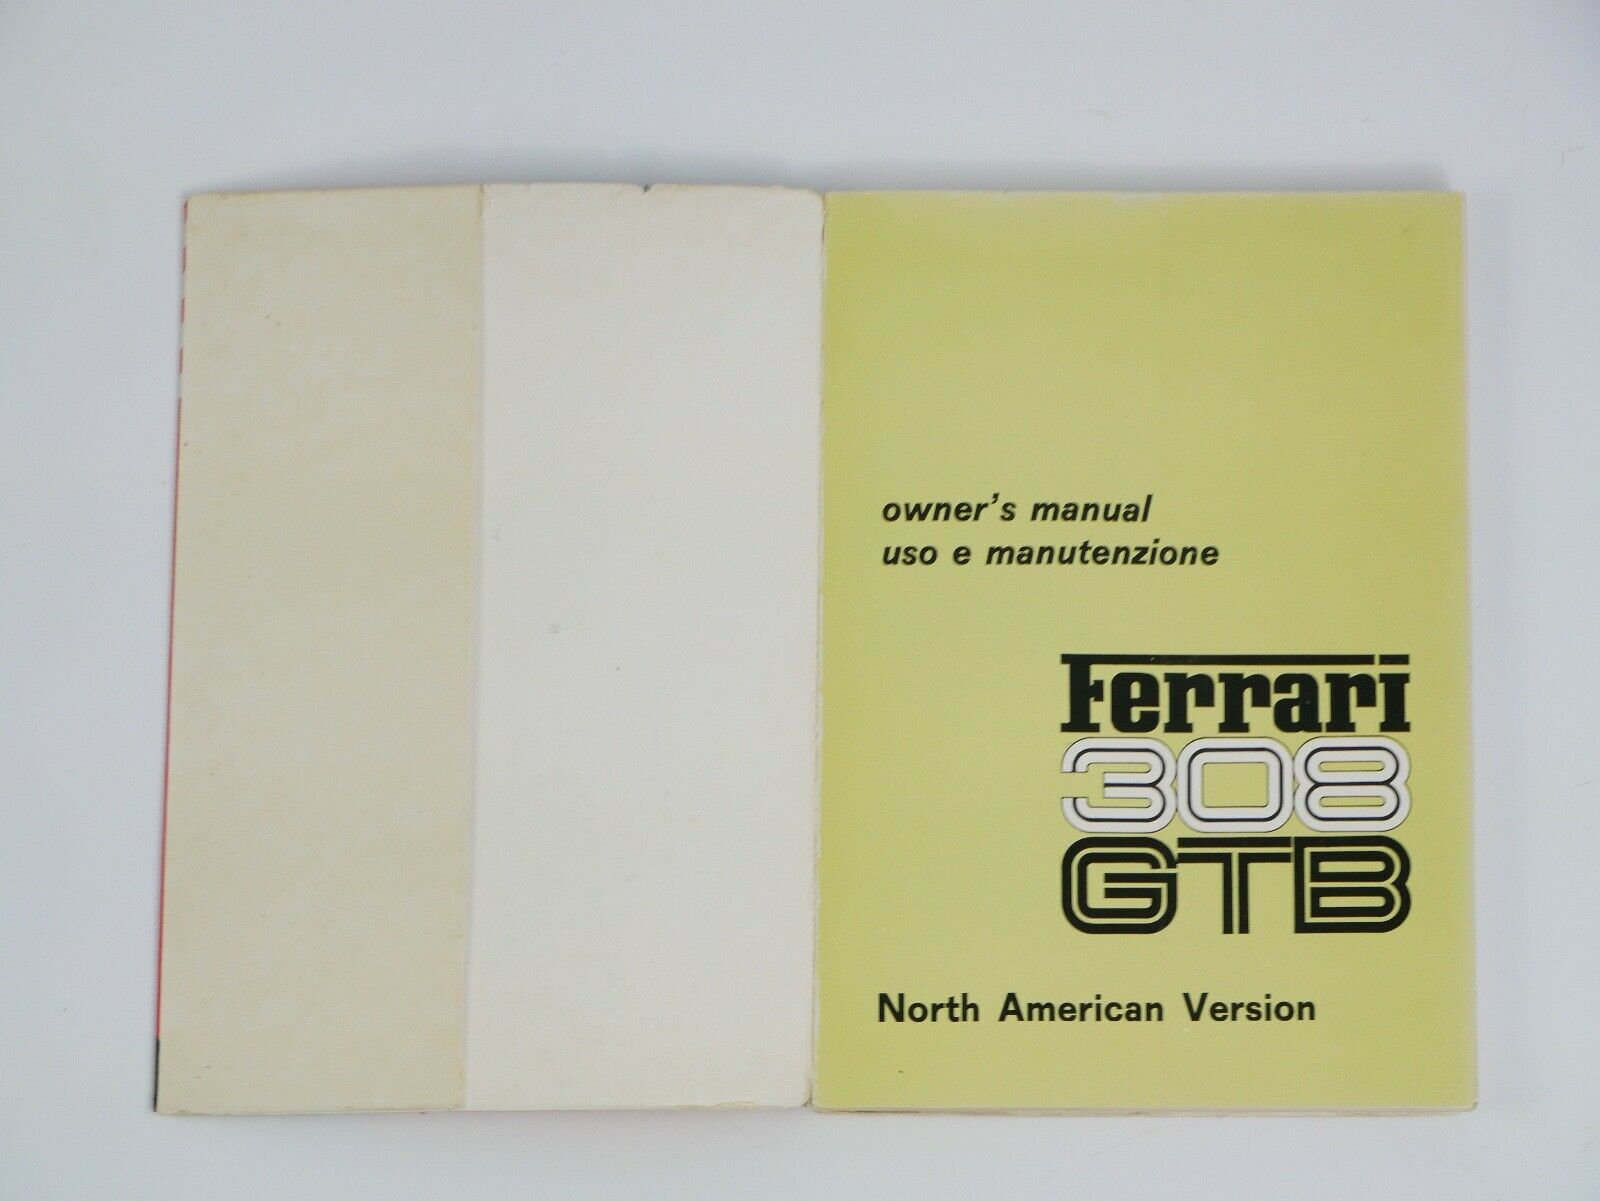 owner's manual
uso e manutenzione
Ferrari
308
GTB
North American Version